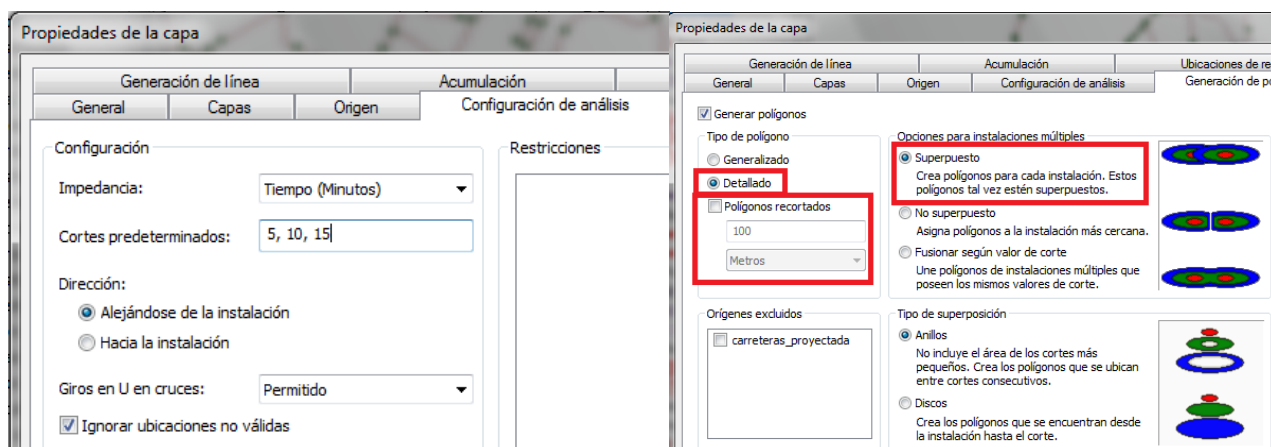 Propiedades de la capa
Generación de línea
Acumulación
General
Capas
Origen
Configuración de análisis
Configuración
Impedancia:
Tiempo (Minutos)
Cortes predeterminados:
5, 10, 15
Dirección:
Alejándose de la instalación
Hacia la instalación
Giros en U en cruces:
Permitido
Ignorar ubicaciones no válidas
Restricciones
Propiedades de la capa
Generación de línea
Acumulación
Ubicaciones de re
General
Capas
Origen
Configuración de análisis
Generación de
Generar polígonos
Tipo de polígono
Generalizado
Detallado
Polígonos recortados
100
Metros
Opciones para instalaciones múltiples
Superpuesto
Crea polígonos para cada instalación. Estos
polígonos tal vez estén superpuestos.
No superpuesto
Asigna polígonos a la instalación más cercana.
Fusionar según valor de corte
Une polígonos de instalaciones múltiples que
poseen los mismos valores de corte.
Orígenes excluidos
carreteras_proyectada
Tipo de superposición
Anillos
No incluye el área de los cortes más
pequeños. Crea los polígonos que se ubican
entre cortes consecutivos.
Discos
Crea los polígonos que se encuentran desde
la instalación hasta el corte.